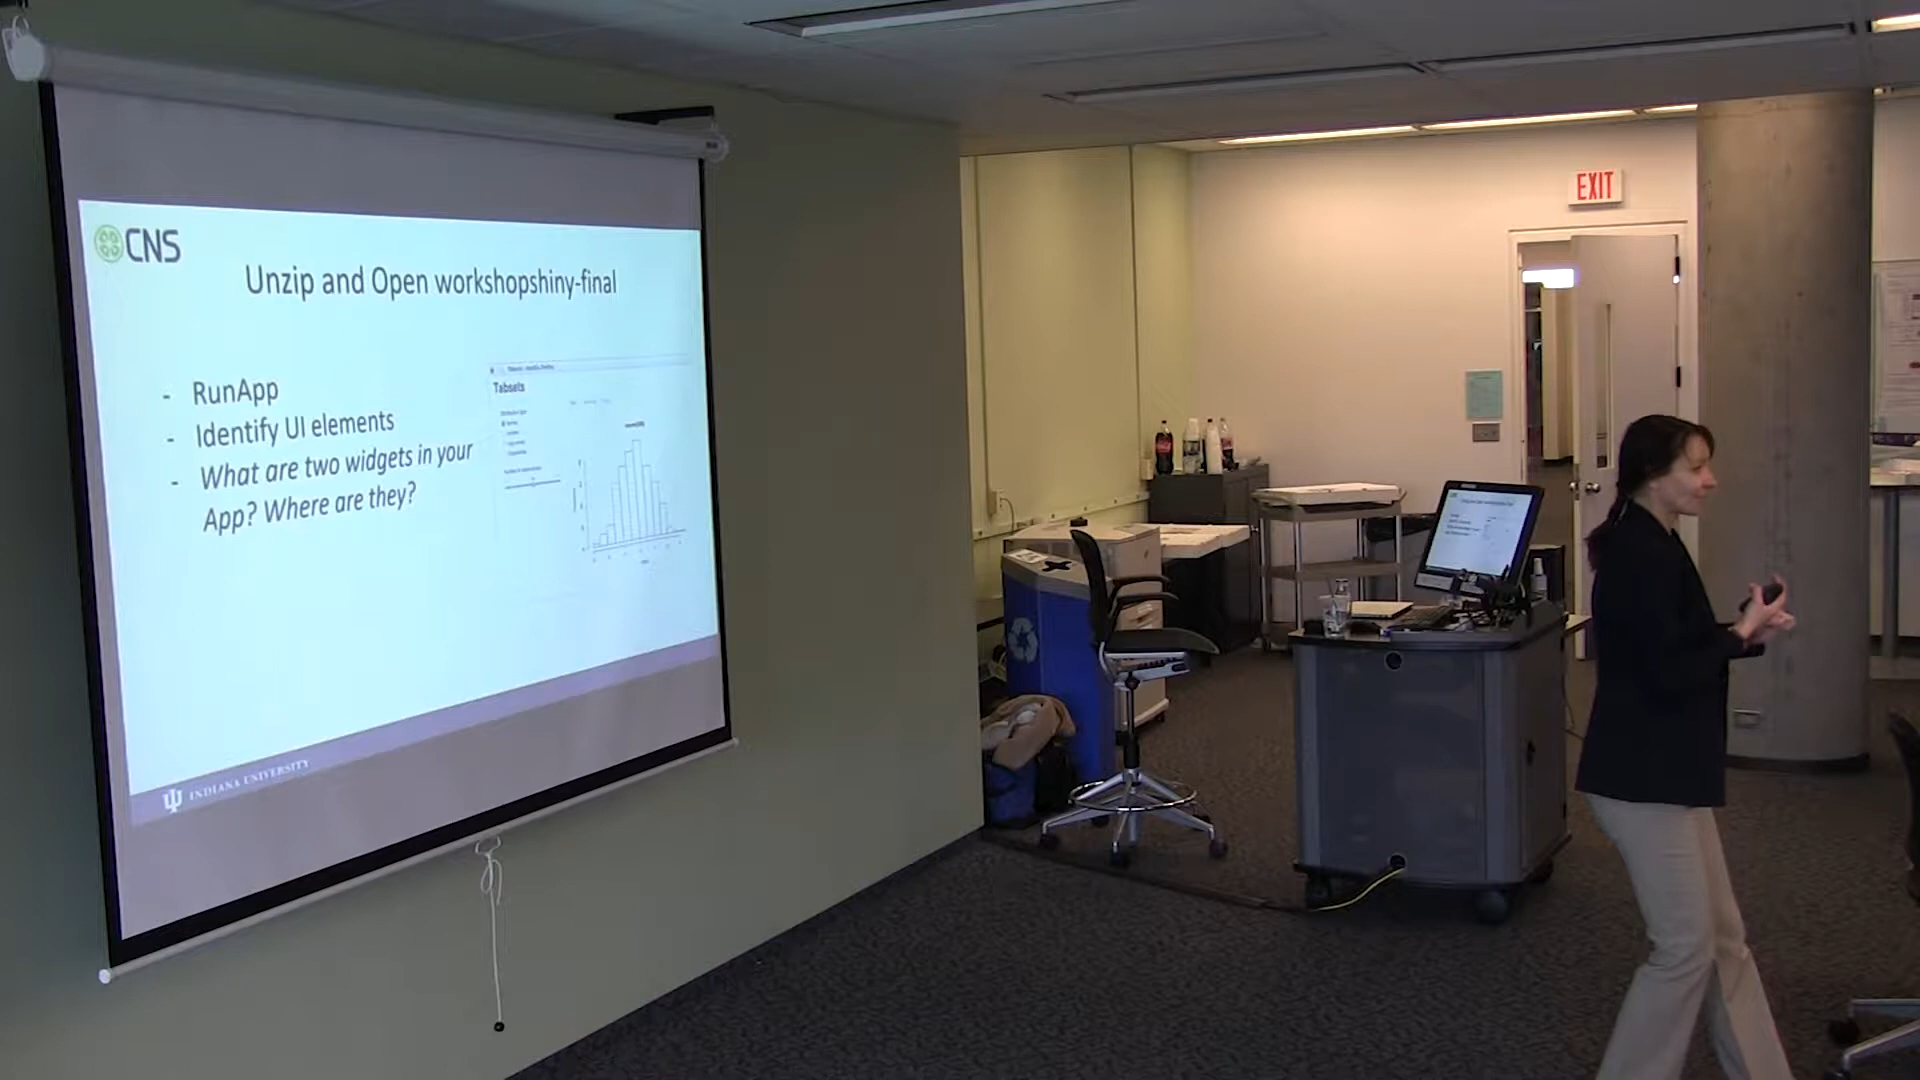 CNS
Unzip and Open workshopshiny-final
- RunApp
- Identify UI elements
- What are two widgets in your
App? Where are they?
Tabsets
INDIANA UNIVERSITY
EXIT